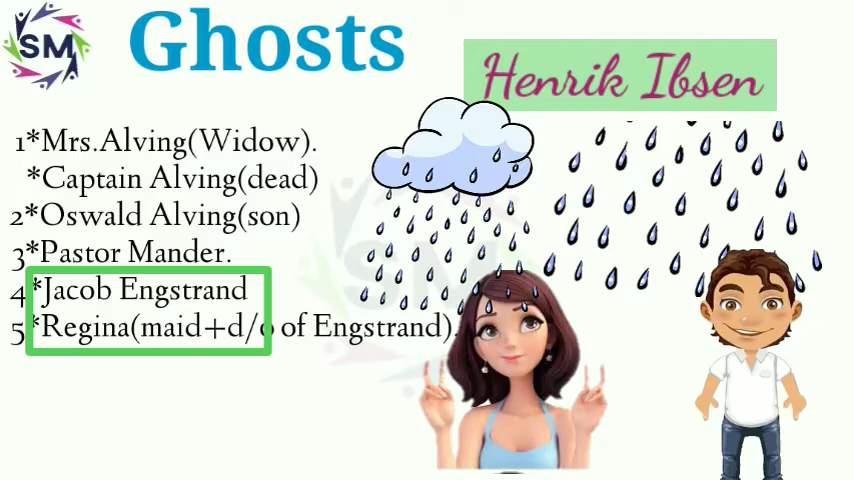 SM
Ghosts
Henrik Ibsen
1*Mrs.Alving(Widow).
*Captain Alving(dead)
2*Oswald Alving(son)
3*Pastor Mander.
4*Jacob Engstrand
5*Regina(maid+d/o of Engstrand).
SM